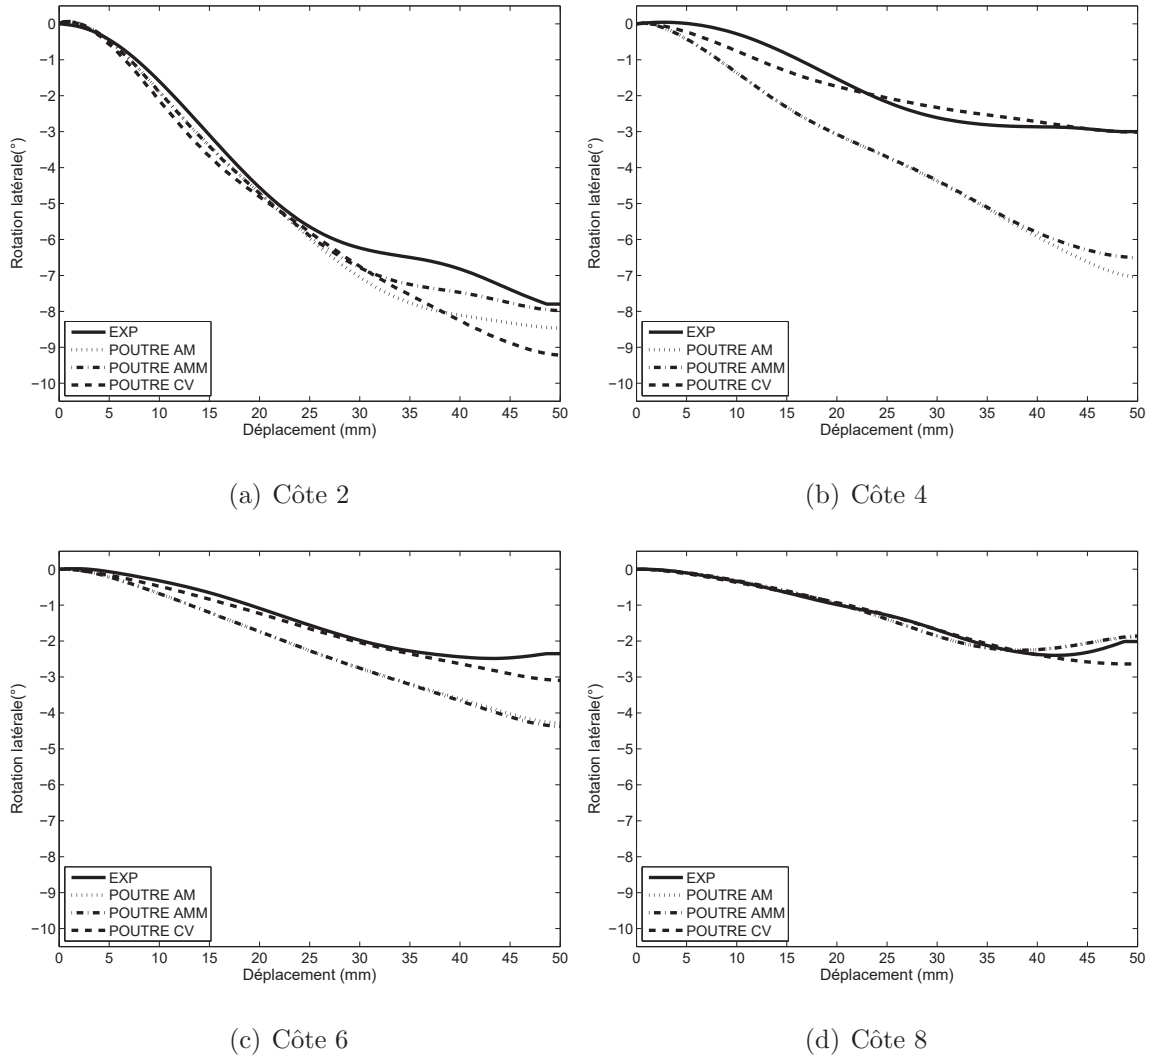 0
−1
−2
−3
−4
−5
−6
−7
−8
−9
−10
Rotation latérale(°)
EXP
POUTRE AM
POUTRE AMM
POUTRE CV
0 5 10 15 20 25 30 35 40 45 50
Déplacement (mm)
(a) Côte 2
0
−1
−2
−3
−4
−5
−6
−7
−8
−9
−10
Rotation latérale(°)
EXP
POUTRE AM
POUTRE AMM
POUTRE CV
0 5 10 15 20 25 30 35 40 45 50
Déplacement (mm)
(b) Côte 4
0
−1
−2
−3
−4
−5
−6
−7
−8
−9
−10
Rotation latérale(°)
EXP
POUTRE AM
POUTRE AMM
POUTRE CV
0 5 10 15 20 25 30 35 40 45 50
Déplacement (mm)
(c) Côte 6
0
−1
−2
−3
−4
−5
−6
−7
−8
−9
−10
Rotation latérale(°)
EXP
POUTRE AM
POUTRE AMM
POUTRE CV
0 5 10 15 20 25 30 35 40 45 50
Déplacement (mm)
(d) Côte 8